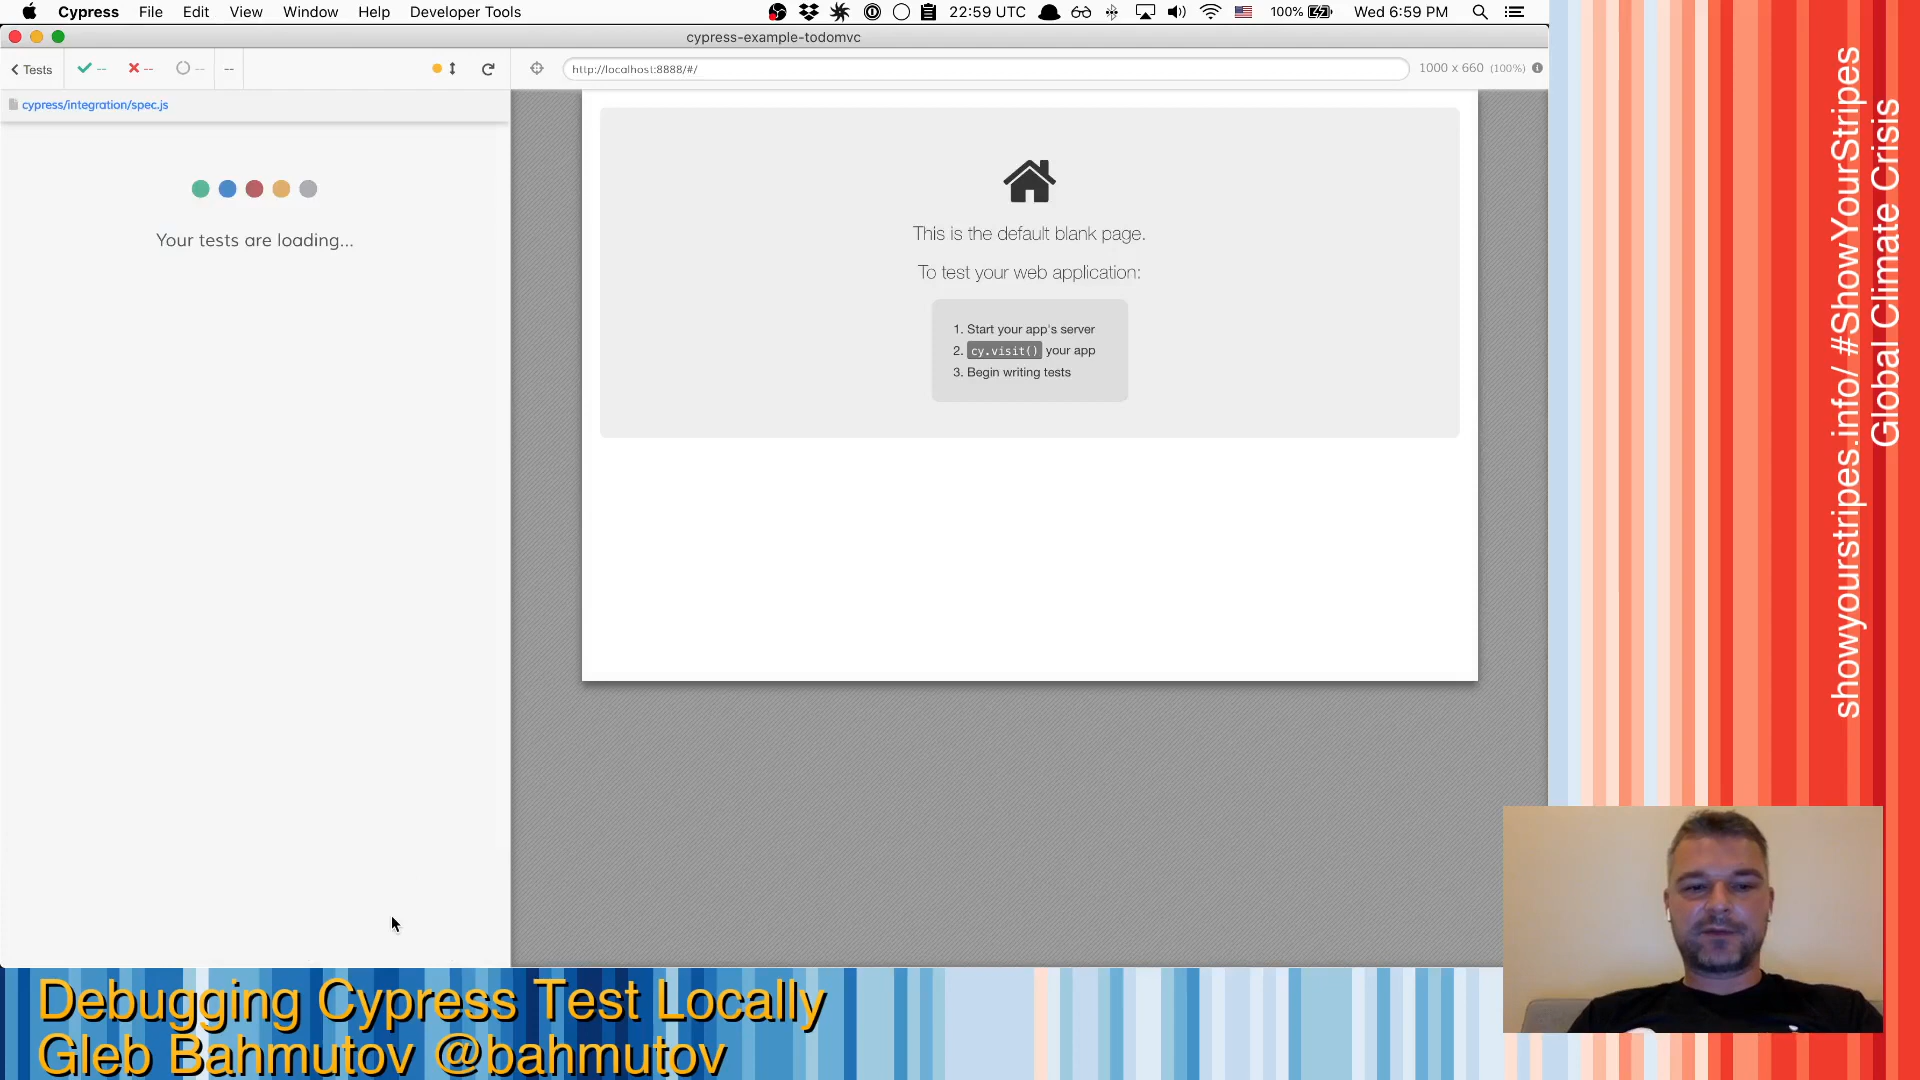 Cypress File Edit View Window Help Developer Tools 22:59 UTC 100% Wed 6:59 PM
cypress-example-todomvc
Tests -- -- -- -- http://localhost:8888/#/ 1000 x 660 (100%)
cypress/integration/spec.js
Your tests are loading...
This is the default blank page.
To test your web application:
1. Start your app's server
2. cy.visit() your app
3. Begin writing tests
showyourstripes.info/ #ShowYourStripes
Global Climate Crisis
Debugging Cypress Test Locally
Gleb Bahmutov @bahmutov